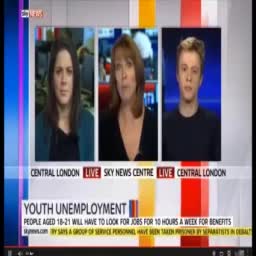 sky NEWS
CENTRAL LONDON LIVE SKY NEWS CENTRE LIVE CENTRAL LONDON
YOUTH UNEMPLOYMENT
PEOPLE AGED 18-21 WILL HAVE TO LOOK FOR JOBS FOR 10 HOURS A WEEK FOR BENEFITS
skynews.com TRY SAYS A GROUP OF SERVICE PERSONNEL HAVE BEEN TAKEN PRISONER BY SEPARATISTS IN DEBALT